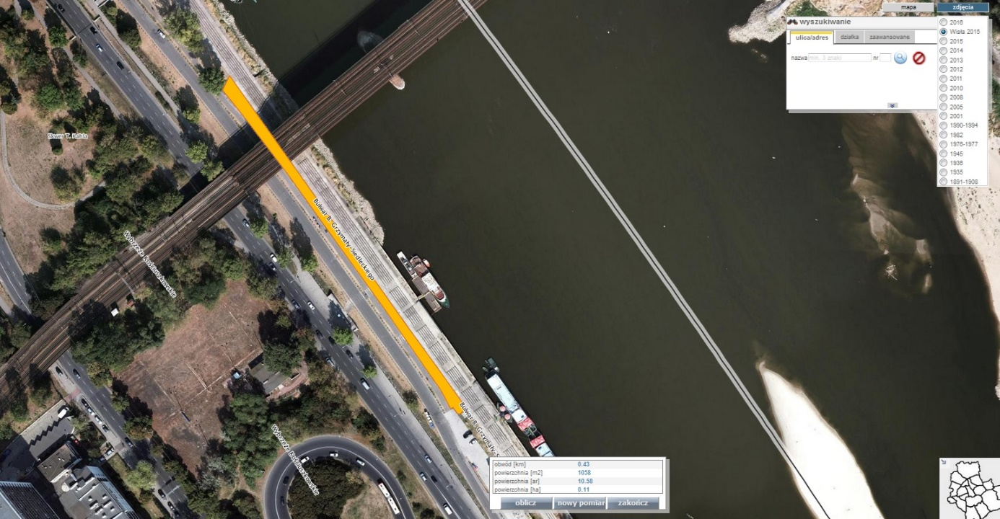 mapa
zdjęcia
wyszukiwanie
ulica/adres działka zaawansowane
nazwa min. 3 znaki nr
2016
Wisła 2015
2015
2014
2013
2012
2011
2010
2008
2005
2001
1990-1994
1982
1976-1977
1945
1936
1935
1891-1908
Skwer T. Kahla
Wybrzeże Kościuszkowskie
Bulwar B. Grzymały-Siedleckiego
Bulwar B. Grzymały-S
Wybrzeże Kościuszkowskie
obwód [km] 0.43
powierzchnia [m2] 1058
powierzchnia [ar] 10.58
powierzchnia [ha] 0.11
oblicz nowy pomiar zakończ